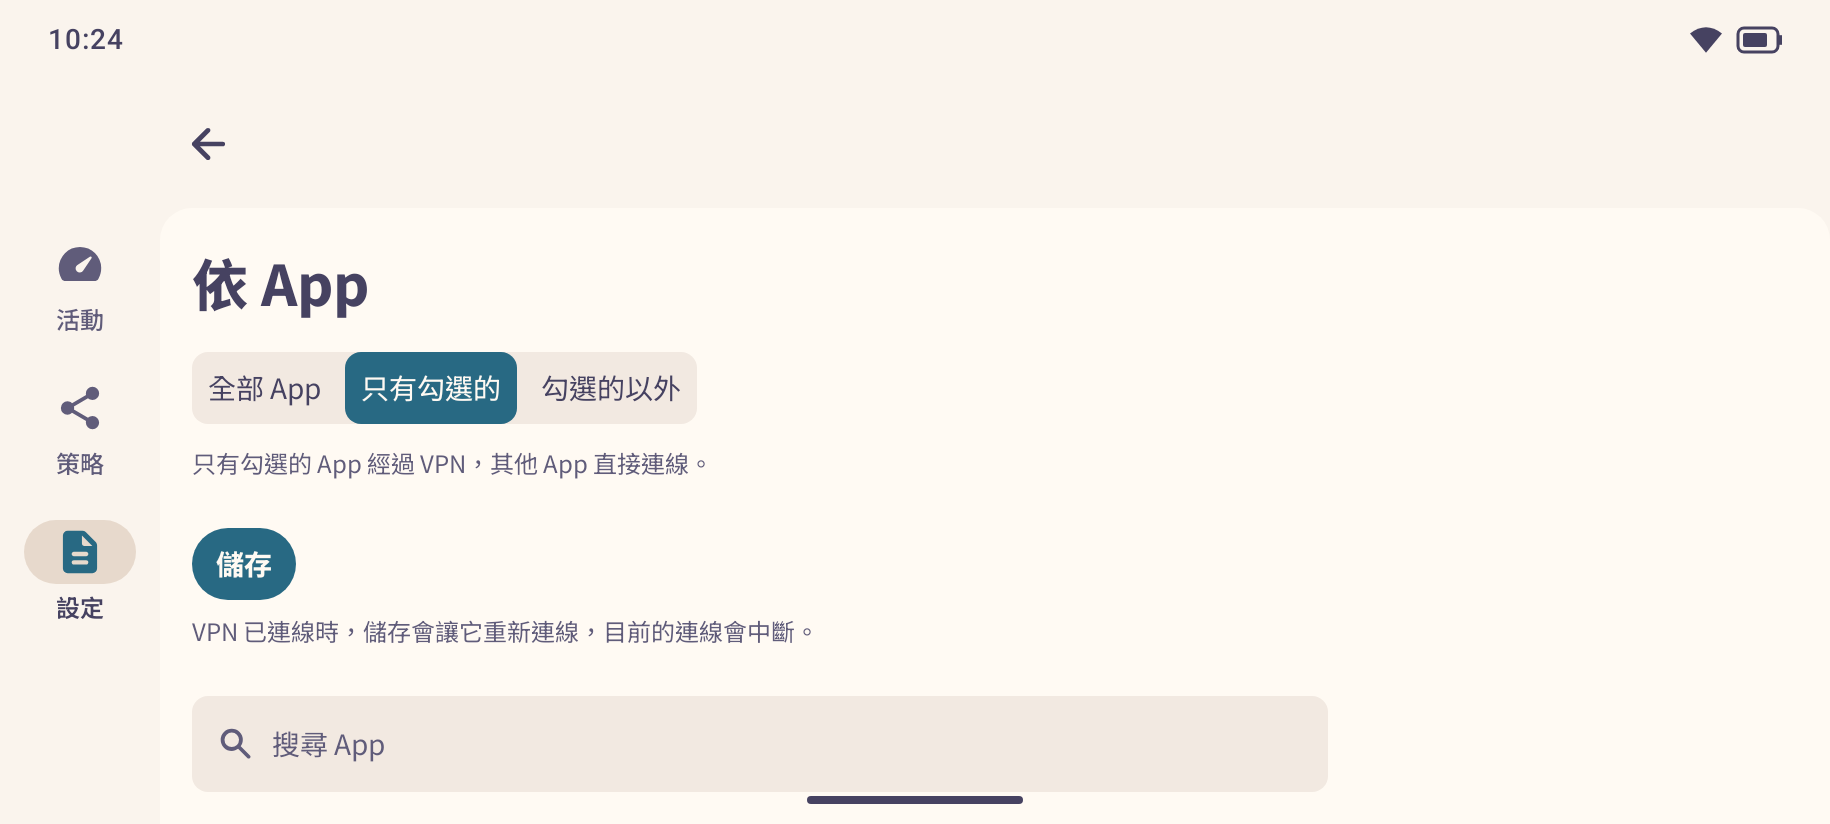 10:24
活動
策略
設定
依 App
全部 App
只有勾選的
勾選的以外
只有勾選的 App 經過 VPN，其他 App 直接連線。
儲存
VPN 已連線時，儲存會讓它重新連線，目前的連線會中斷。
搜尋 App